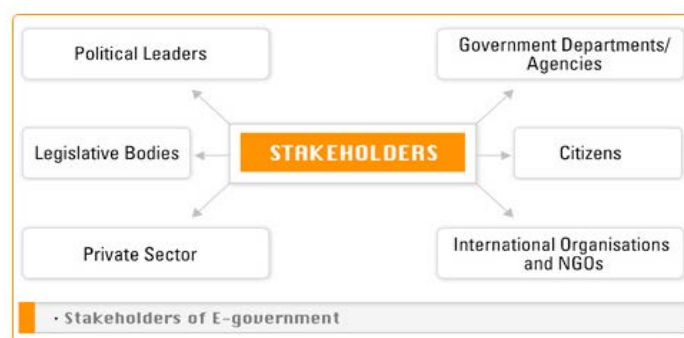 Political Leaders
Government Departments/
Agencies
Legislative Bodies
STAKEHOLDERS
Citizens
Private Sector
International Organisations
and NGOs
· Stakeholders of E-government